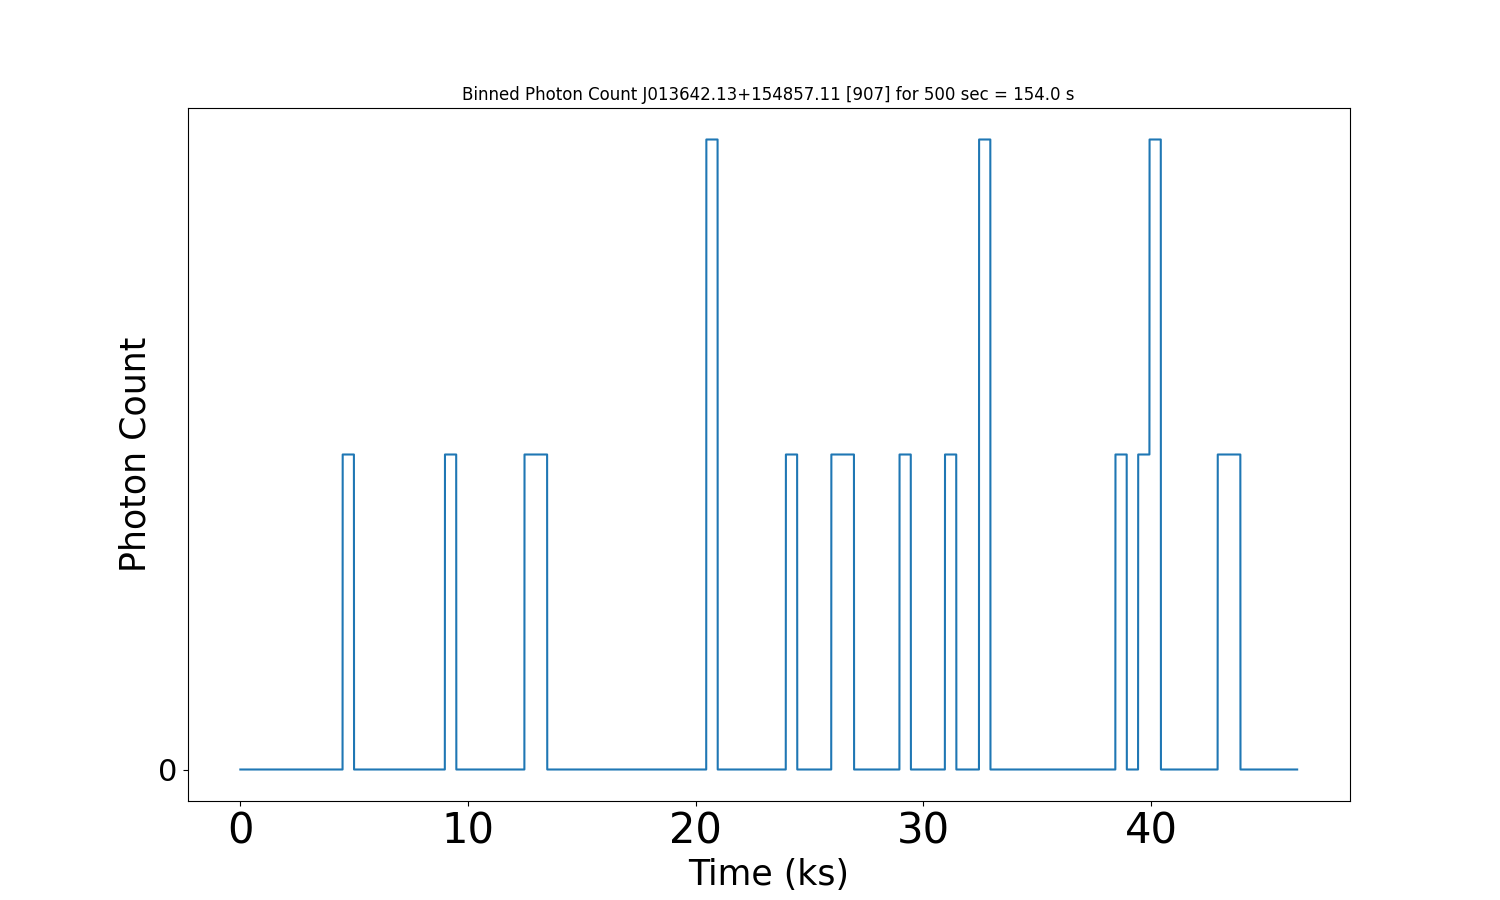 Binned Photon Count J013642.13+154857.11 [907] for 500 sec = 154.0 s
Photon Count
0
0 10 20 30 40
Time (ks)